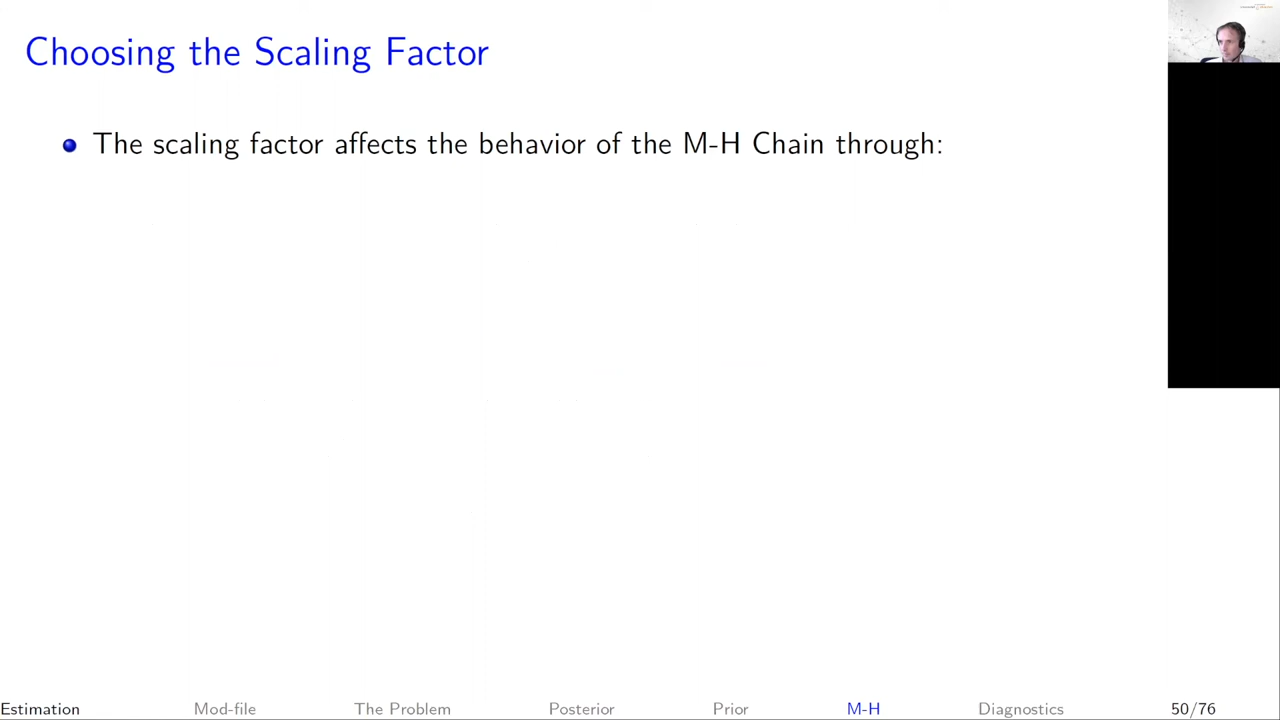 Choosing the Scaling Factor
The scaling factor affects the behavior of the M-H Chain through:
Estimation Mod-file The Problem Posterior Prior M-H Diagnostics 50/76